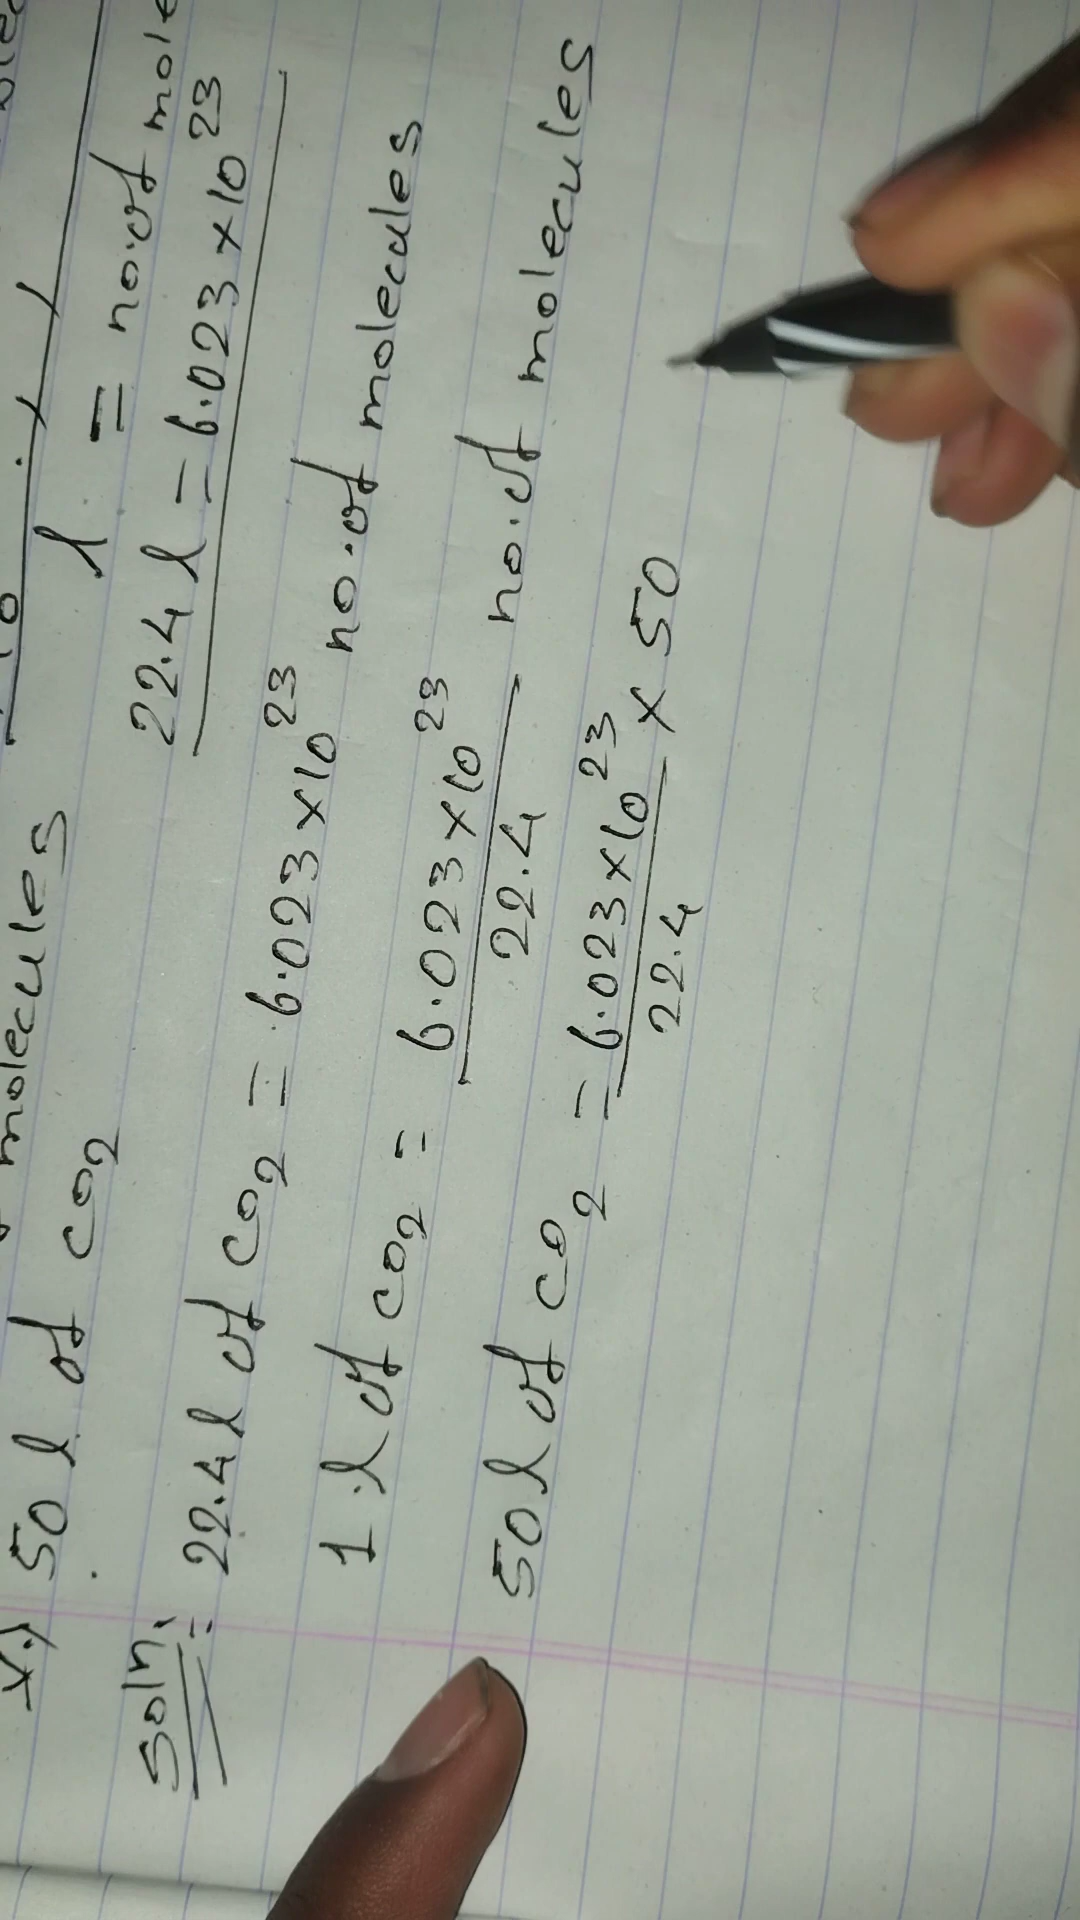 molecules
v.) 50 l of co2
l = no.of mole
22.4 l = 6.023 x 10^23
Soln,
22.4 l of co2 = 6.023 x 10^23 no.of molecules
1 l of co2 = 6.023 x 10^23 no.of molecules
22.4
50 l of co2 = 6.023 x 10^23 x 50
22.4